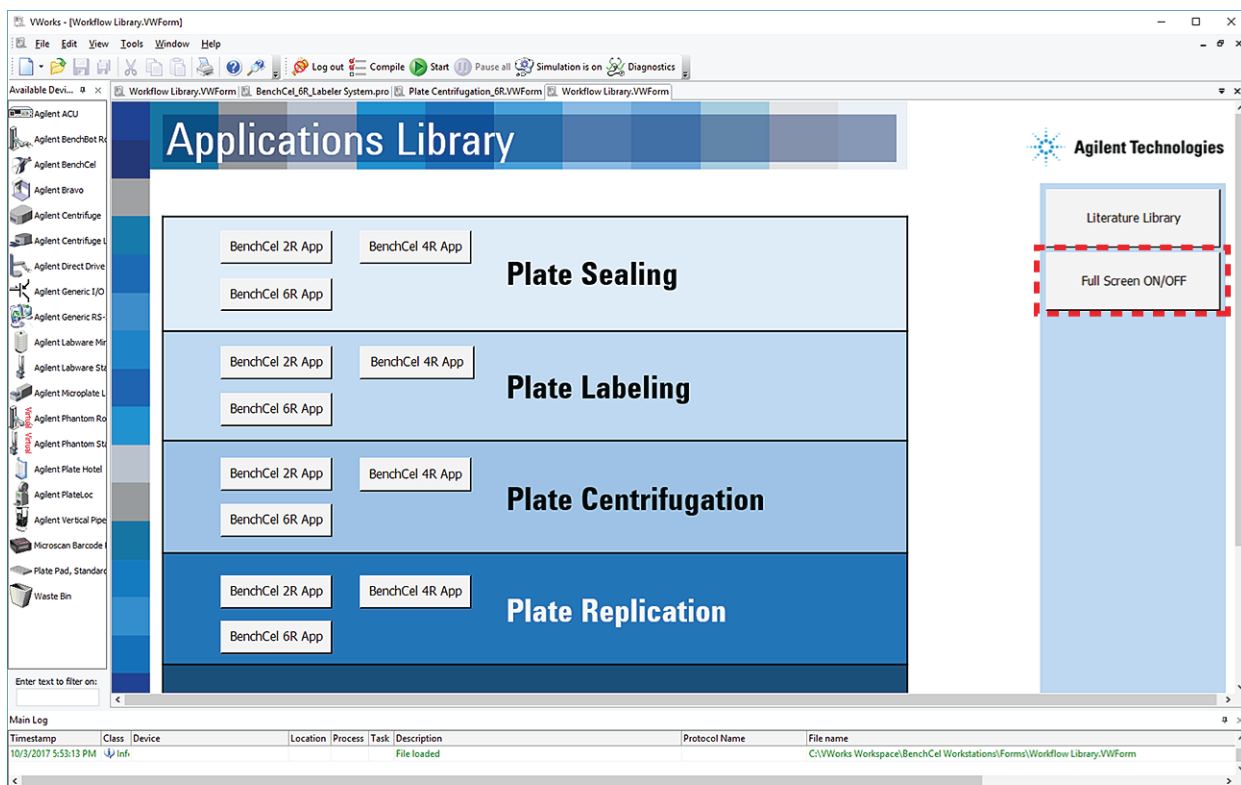 VWorks - [Workflow Library.VWForm]
File Edit View Tools Window Help
Log out Compile Start Pause all Simulation is on Diagnostics
Available Devi...
Workflow Library.VWForm BenchCel_6R_Labeler System.pro Plate Centrifugation_6R.VWForm Workflow Library.VWForm
Agilent ACU
Agilent BenchBot Ro
Agilent BenchCel
Agilent Bravo
Agilent Centrifuge
Agilent Centrifuge L
Agilent Direct Drive
Agilent Generic I/O
Agilent Generic RS-
Agilent Labware Mir
Agilent Labware Sta
Agilent Microplate L
Virtual Agilent Phantom Ro
Virtual Agilent Phantom Sta
Agilent Plate Hotel
Agilent PlateLoc
Agilent Vertical Pipe
Microscan Barcode
Plate Pad, Standard
Waste Bin
Enter text to filter on:
Applications Library
Agilent Technologies
Literature Library
Full Screen ON/OFF
BenchCel 2R App BenchCel 4R App
Plate Sealing
BenchCel 6R App
BenchCel 2R App BenchCel 4R App
Plate Labeling
BenchCel 6R App
BenchCel 2R App BenchCel 4R App
Plate Centrifugation
BenchCel 6R App
BenchCel 2R App BenchCel 4R App
Plate Replication
BenchCel 6R App
Main Log
Timestamp Class Device Location Process Task Description Protocol Name File name
10/3/2017 5:53:13 PM Info File loaded C:\VWorks Workspace\BenchCel Workstations\Forms\Workflow Library.VWForm